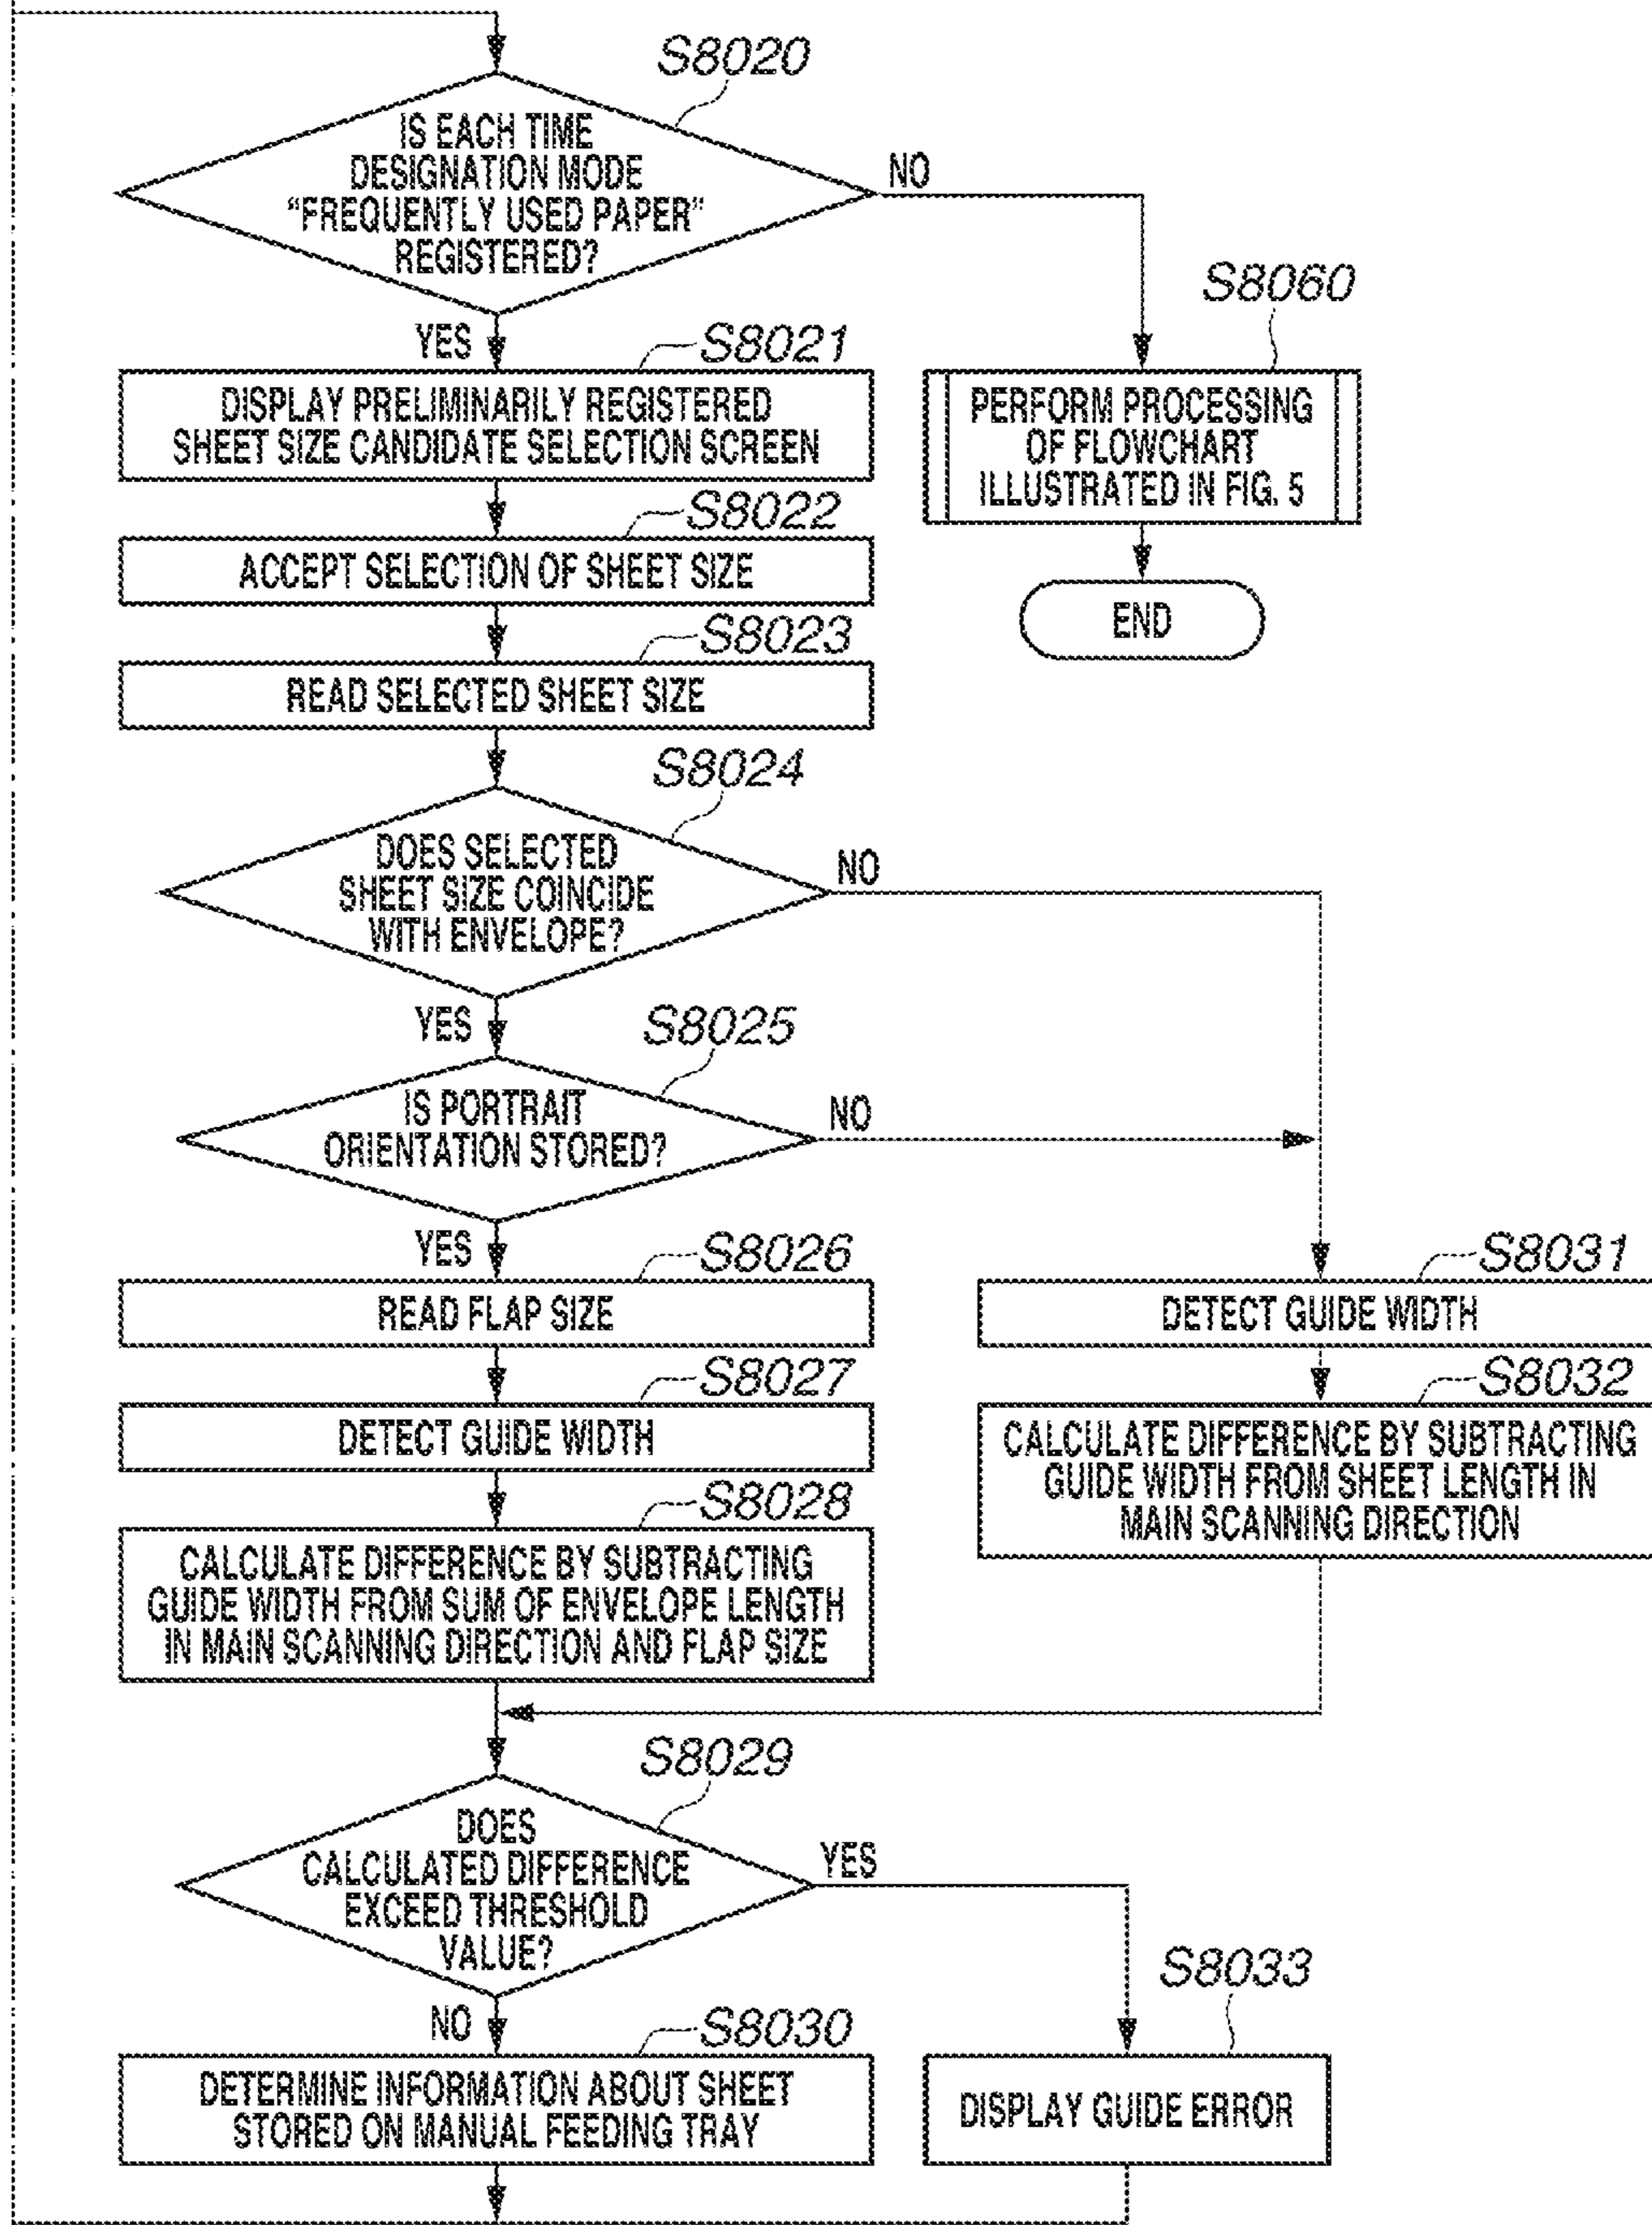 S8020
IS EACH TIME
DESIGNATION MODE
“FREQUENTLY USED PAPER”
REGISTERED?
NO
YES
S8060
PERFORM PROCESSING
OF FLOWCHART
ILLUSTRATED IN FIG. 5
END
S8021
DISPLAY PRELIMINARILY REGISTERED
SHEET SIZE CANDIDATE SELECTION SCREEN
S8022
ACCEPT SELECTION OF SHEET SIZE
S8023
READ SELECTED SHEET SIZE
S8024
DOES SELECTED
SHEET SIZE COINCIDE
WITH ENVELOPE?
NO
YES
S8025
IS PORTRAIT
ORIENTATION STORED?
NO
YES
S8026
READ FLAP SIZE
S8027
DETECT GUIDE WIDTH
S8028
CALCULATE DIFFERENCE BY SUBTRACTING
GUIDE WIDTH FROM SUM OF ENVELOPE LENGTH
IN MAIN SCANNING DIRECTION AND FLAP SIZE
S8031
DETECT GUIDE WIDTH
S8032
CALCULATE DIFFERENCE BY SUBTRACTING
GUIDE WIDTH FROM SHEET LENGTH IN
MAIN SCANNING DIRECTION
S8029
DOES
CALCULATED DIFFERENCE
EXCEED THRESHOLD
VALUE?
YES
NO
S8030
DETERMINE INFORMATION ABOUT SHEET
STORED ON MANUAL FEEDING TRAY
S8033
DISPLAY GUIDE ERROR